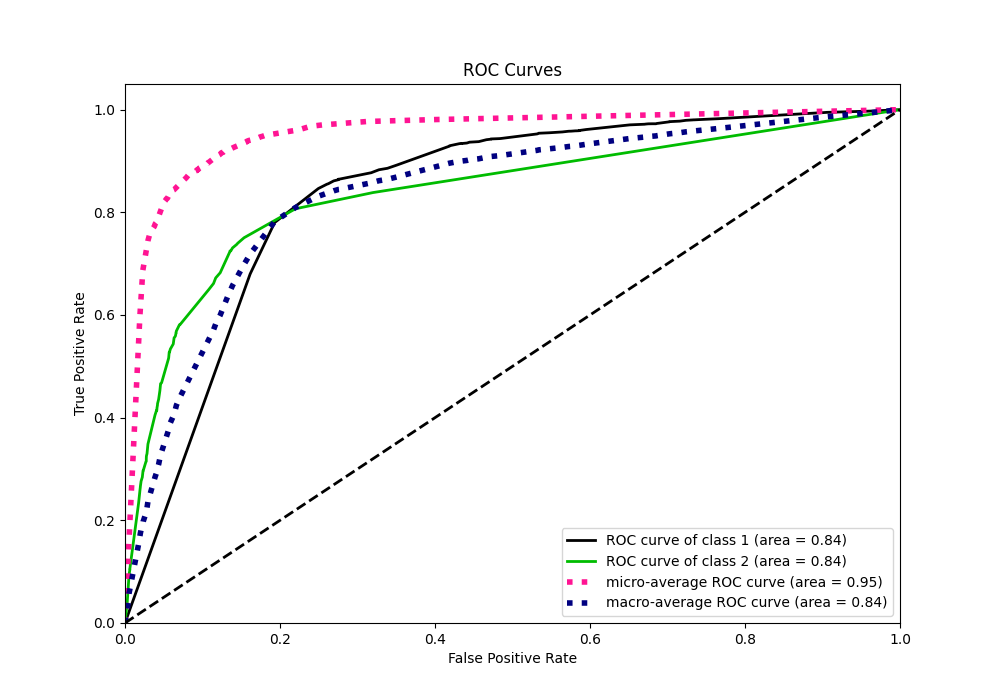 ROC Curves
1.0
0.8
0.6
0.4
0.2
0.0
True Positive Rate
ROC curve of class 1 (area = 0.84)
ROC curve of class 2 (area = 0.84)
micro-average ROC curve (area = 0.95)
macro-average ROC curve (area = 0.84)
0.0 0.2 0.4 0.6 0.8 1.0
False Positive Rate